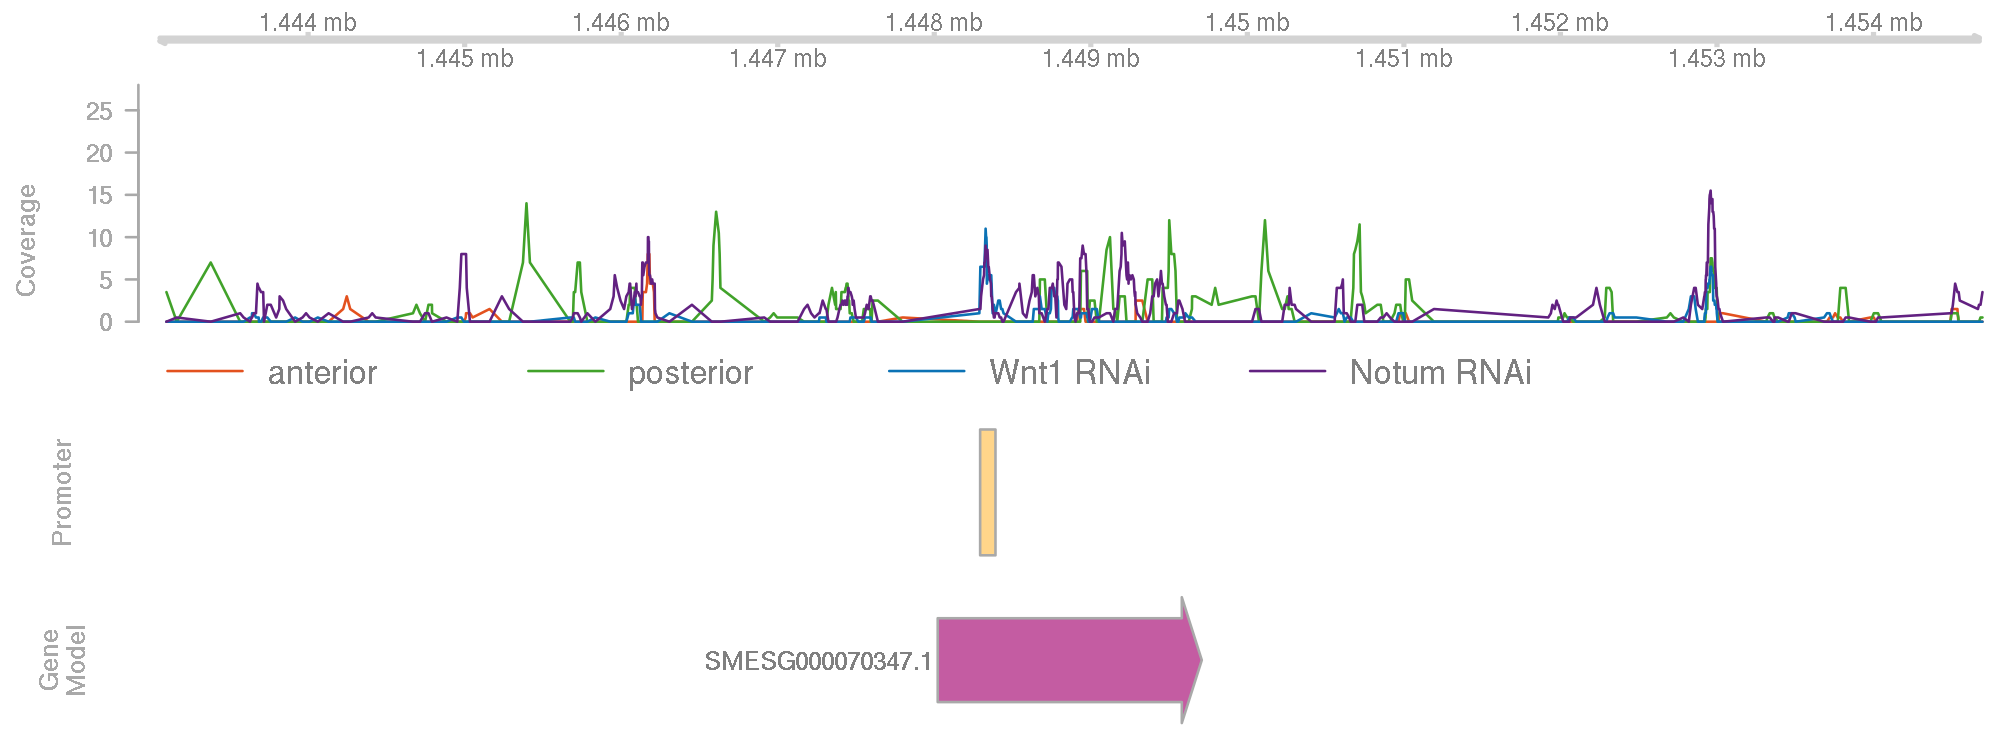 1.444 mb 1.446 mb 1.448 mb 1.45 mb 1.452 mb 1.454 mb
1.445 mb 1.447 mb 1.449 mb 1.451 mb 1.453 mb
25
20
15
10
5
0
Coverage
anterior posterior Wnt1 RNAi Notum RNAi
Promoter
Gene
Model
SMESG000070347.1